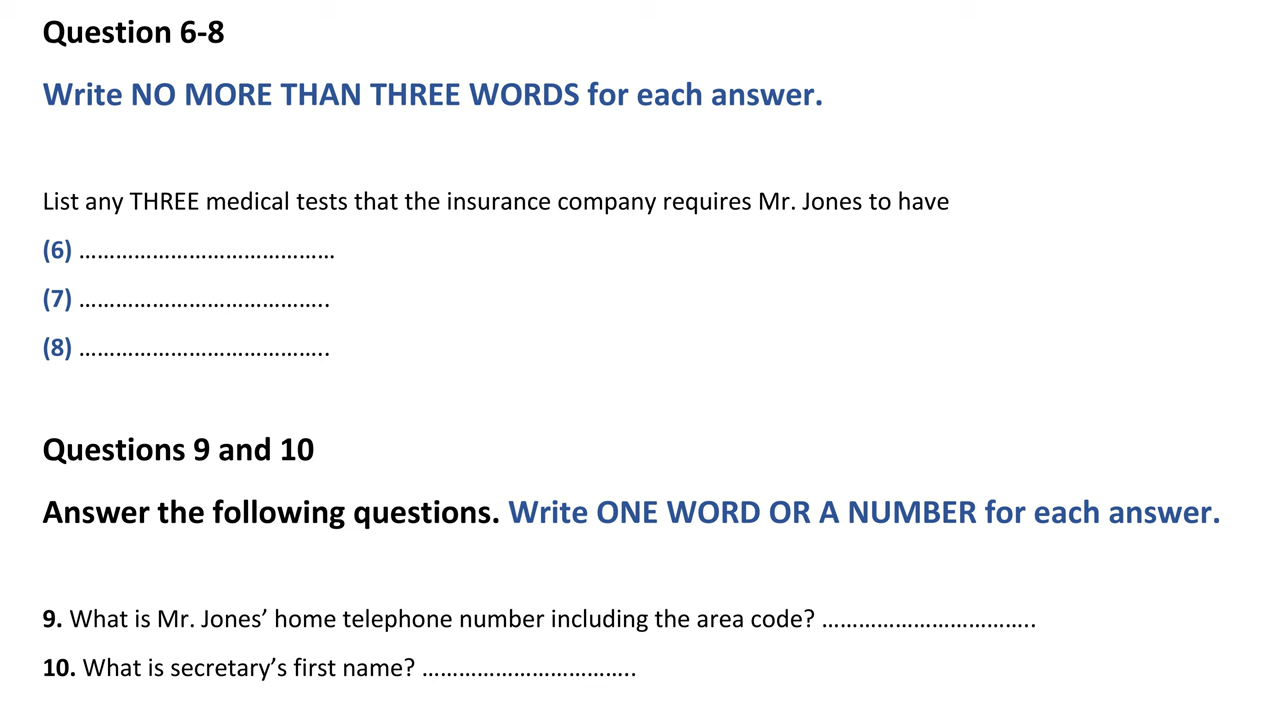 Question 6-8
Write NO MORE THAN THREE WORDS for each answer.
List any THREE medical tests that the insurance company requires Mr. Jones to have
(6) ……………………………………
(7) …………………………………..
(8) …………………………………..
Questions 9 and 10
Answer the following questions. Write ONE WORD OR A NUMBER for each answer.
9. What is Mr. Jones’ home telephone number including the area code? ……………………………..
10. What is secretary’s first name? ……………………………..